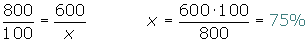 800/100 = 600/x    x = 600·100/800 = 75%